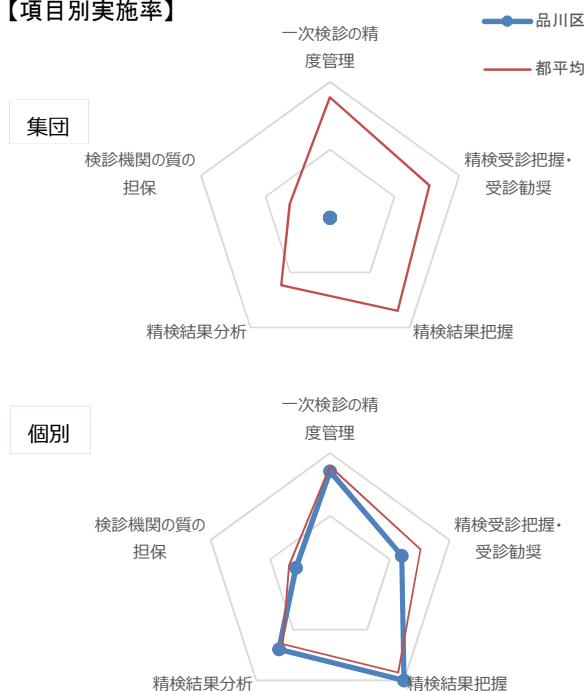 【項目別実施率】
品川区
都平均
集団
一次検診の精
度管理
精検受診把握・
受診勧奨
精検結果把握
精検結果分析
検診機関の質の
担保
個別
一次検診の精
度管理
精検受診把握・
受診勧奨
精検結果把握
精検結果分析
検診機関の質の
担保